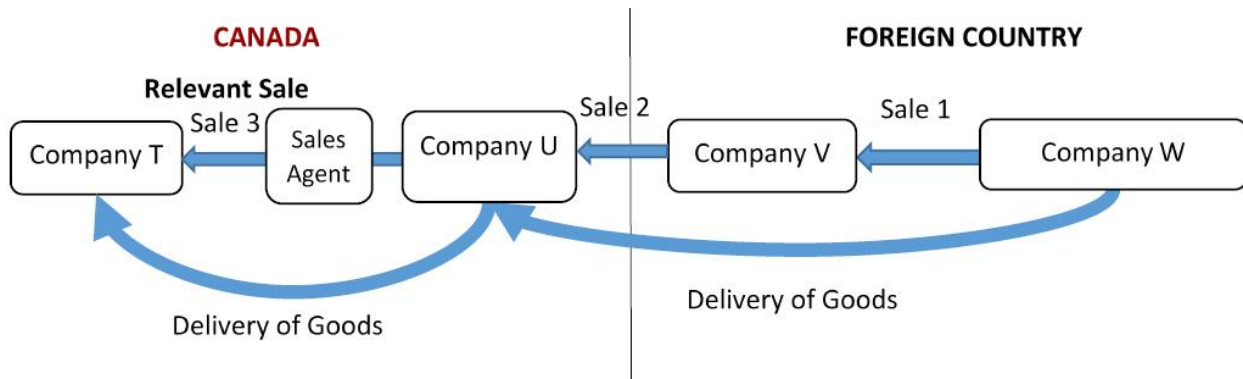 CANADA
FOREIGN COUNTRY
Relevant Sale
Sale 3
Sale 2
Sale 1
Company T
Sales
Agent
Company U
Company V
Company W
Delivery of Goods
Delivery of Goods